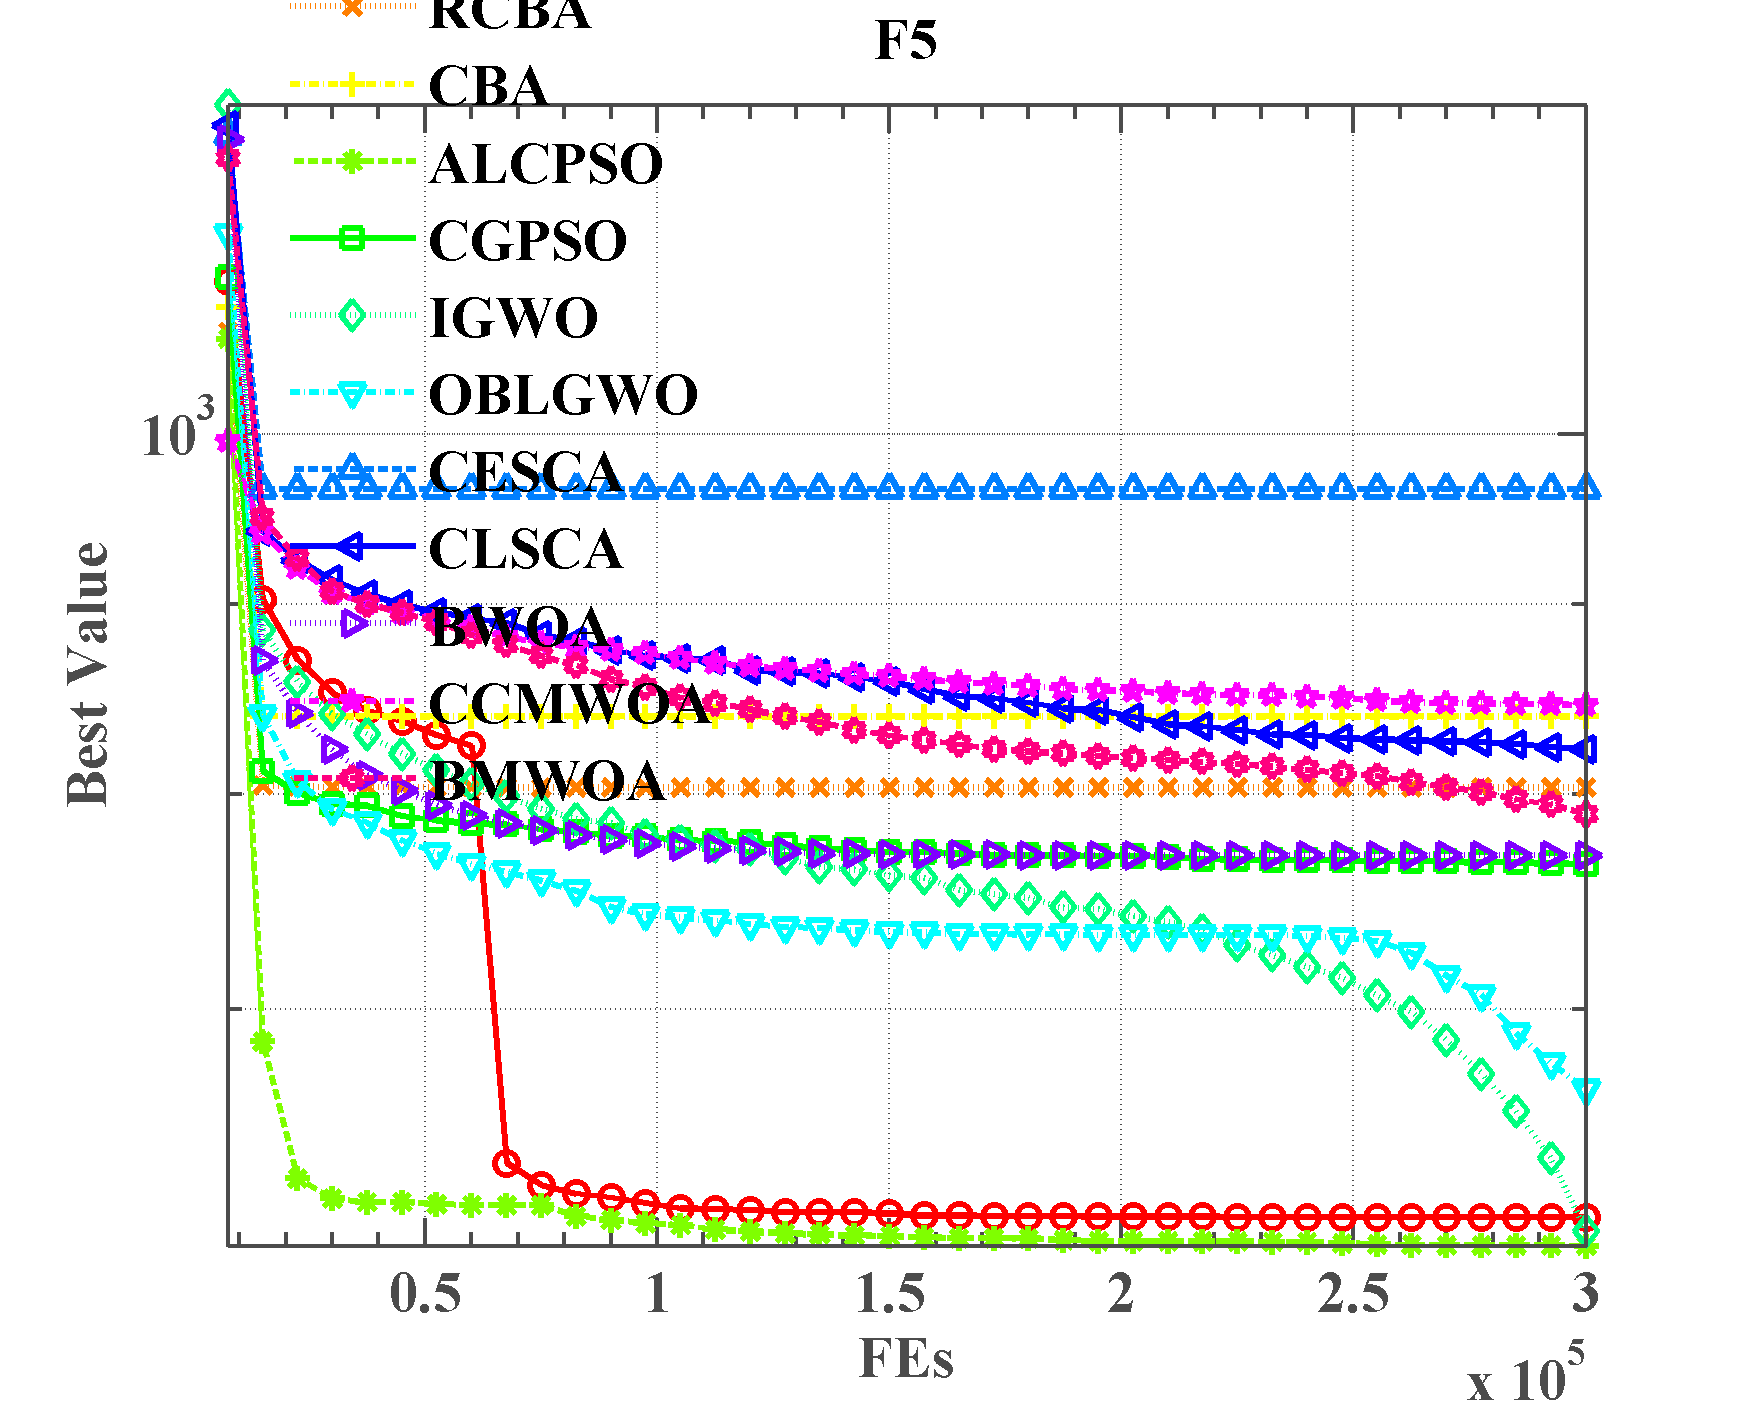 RCBA
F5
CBA
ALCPSO
CGPSO
IGWO
OBLGWO
10^3
CESCA
CLSCA
BWOA
CCMWOA
BMWOA
Best Value
0.5 1 1.5 2 2.5 3
FEs
x 10^5